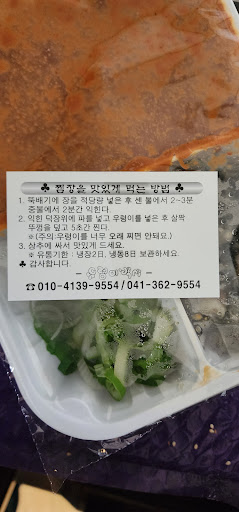 ♣ 쌈장을 맛있게 먹는 방법 ♣
1. 뚝배기에 장을 적당량 넣은 후 센 불에서 2~3분
중불에서 2분간 익힌다.
2. 익힌 덕장위에 파를 넣고 우렁이를 넣은 후 살짝
뚜껑을 덮고 5초간 찐다.
※(주의:우렁이를 너무 오래 찌면 안돼요.)
3. 상추에 싸서 맛있게 드세요.
※ 유통기한 : 냉장2일, 냉동8일 보관하세요.
♣ 감사합니다.
☎ 010-4139-9554/041-362-9554